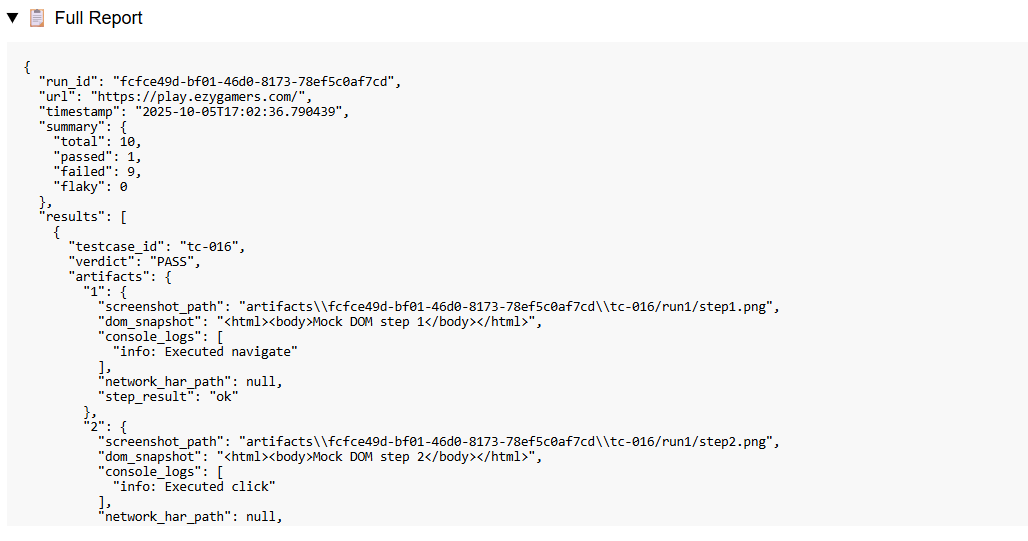 ▼ 📋 Full Report
{
  "run_id": "fcfce49d-bf01-46d0-8173-78ef5c0af7cd",
  "url": "https://play.ezygamers.com/",
  "timestamp": "2025-10-05T17:02:36.790439",
  "summary": {
    "total": 10,
    "passed": 1,
    "failed": 9,
    "flaky": 0
  },
  "results": [
    {
      "testcase_id": "tc-016",
      "verdict": "PASS",
      "artifacts": {
        "1": {
          "screenshot_path": "artifacts\\fcfce49d-bf01-46d0-8173-78ef5c0af7cd\\tc-016/run1/step1.png",
          "dom_snapshot": "<html><body>Mock DOM step 1</body></html>",
          "console_logs": [
            "info: Executed navigate"
          ],
          "network_har_path": null,
          "step_result": "ok"
        },
        "2": {
          "screenshot_path": "artifacts\\fcfce49d-bf01-46d0-8173-78ef5c0af7cd\\tc-016/run1/step2.png",
          "dom_snapshot": "<html><body>Mock DOM step 2</body></html>",
          "console_logs": [
            "info: Executed click"
          ],
          "network_har_path": null,